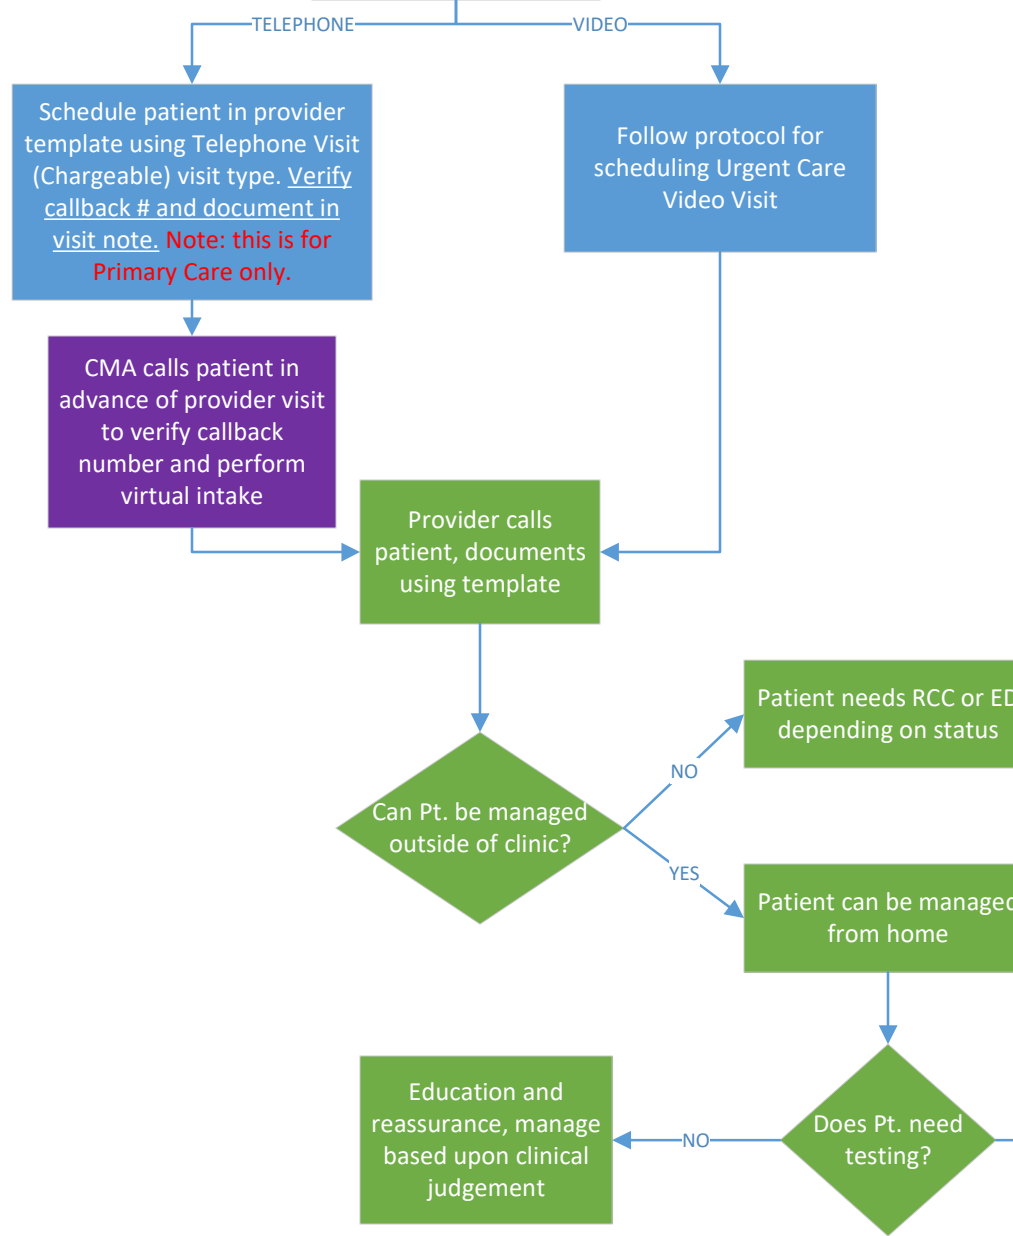 TELEPHONE
VIDEO
Schedule patient in provider
template using Telephone Visit
(Chargeable) visit type. Verify
callback # and document in
visit note. Note: this is for
Primary Care only.
Follow protocol for
scheduling Urgent Care
Video Visit
CMA calls patient in
advance of provider visit
to verify callback
number and perform
virtual intake
Provider calls
patient, documents
using template
Patient needs RCC or ED
depending on status
NO
Can Pt. be managed
outside of clinic?
YES
Patient can be managed
from home
Education and
reassurance, manage
based upon clinical
judgement
NO
Does Pt. need
testing?